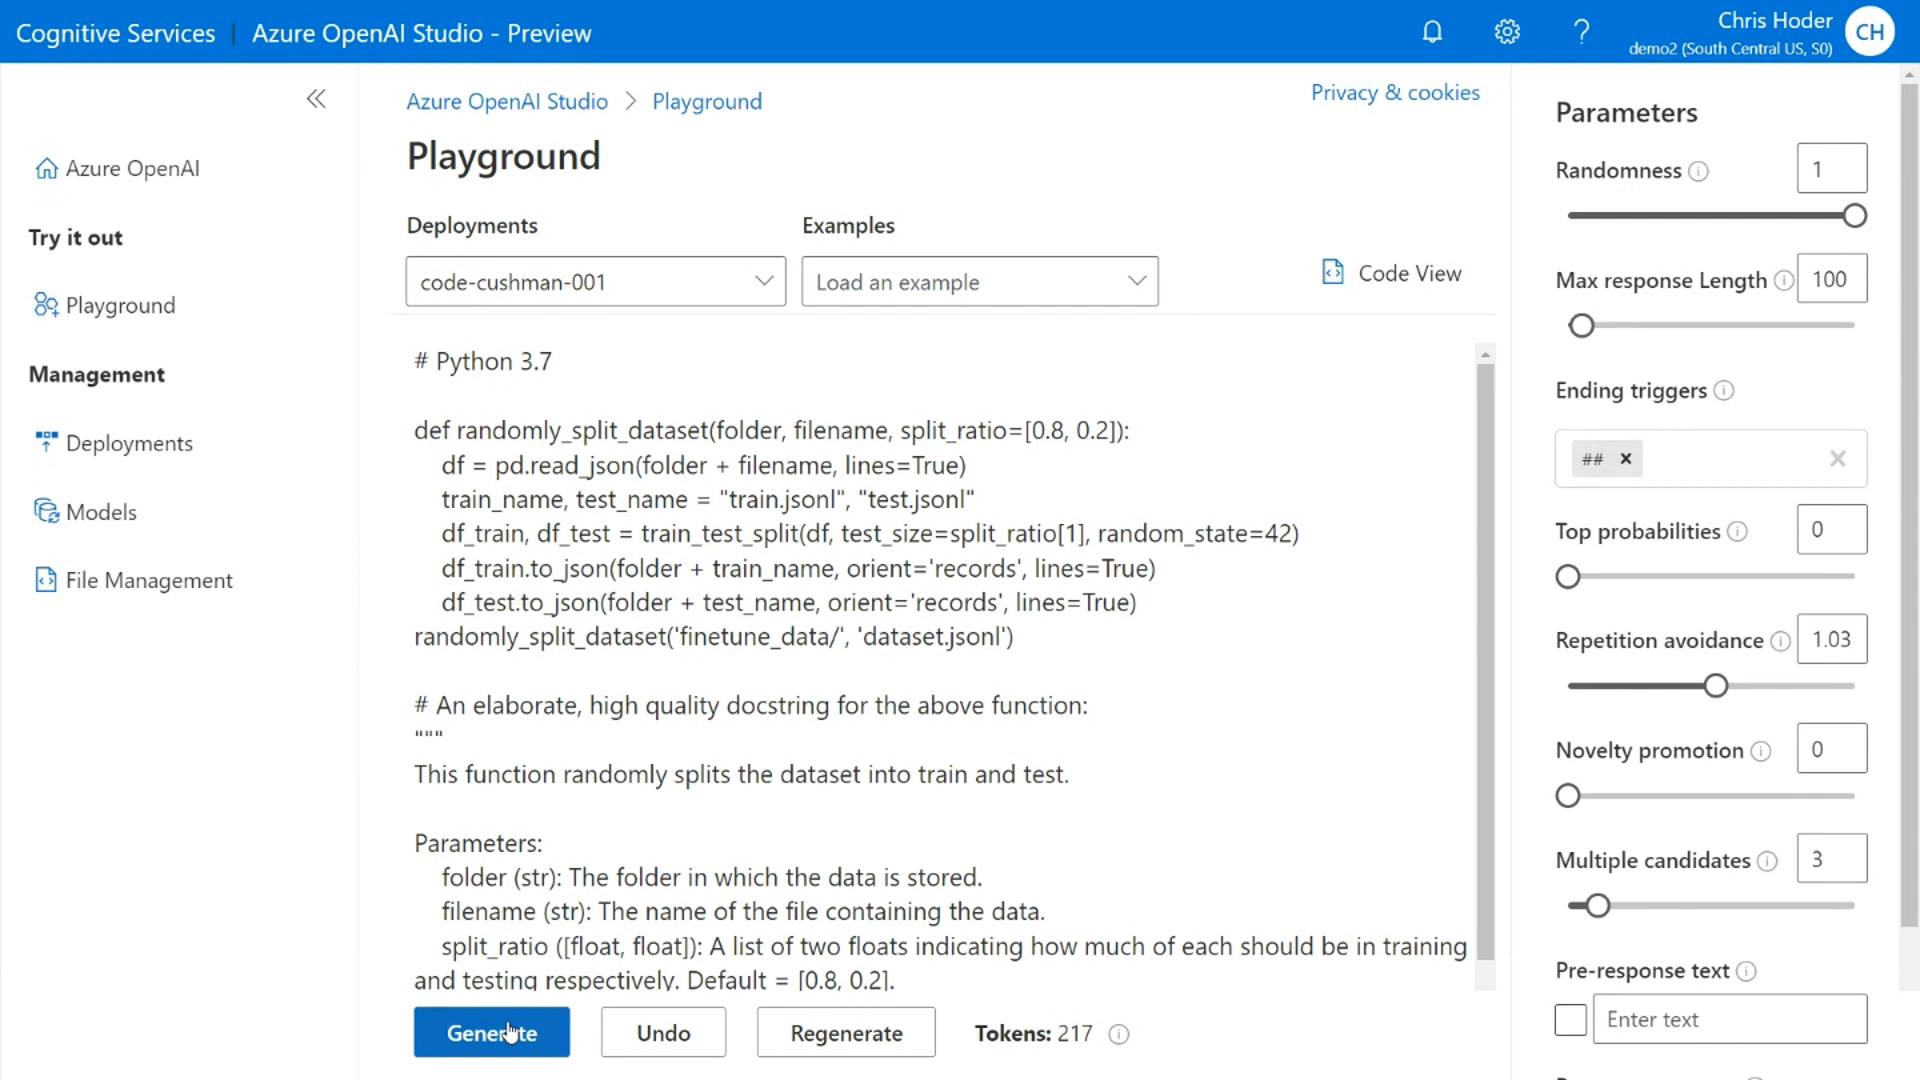 Cognitive Services | Azure OpenAI Studio - Preview
Chris Hoder
demo2 (South Central US, S0)
CH
Azure OpenAI
Try it out
Playground
Management
Deployments
Models
File Management
Azure OpenAI Studio > Playground
Privacy & cookies
Playground
Deployments
Examples
code-cushman-001
Load an example
Code View
# Python 3.7
def randomly_split_dataset(folder, filename, split_ratio=[0.8, 0.2]):
df = pd.read_json(folder + filename, lines=True)
train_name, test_name = "train.jsonl", "test.jsonl"
df_train, df_test = train_test_split(df, test_size=split_ratio[1], random_state=42)
df_train.to_json(folder + train_name, orient='records', lines=True)
df_test.to_json(folder + test_name, orient='records', lines=True)
randomly_split_dataset('finetune_data/', 'dataset.jsonl')
# An elaborate, high quality docstring for the above function:
"""
This function randomly splits the dataset into train and test.
Parameters:
folder (str): The folder in which the data is stored.
filename (str): The name of the file containing the data.
split_ratio ([float, float]): A list of two floats indicating how much of each should be in training
and testing respectively. Default = [0.8, 0.2].
Generate
Undo
Regenerate
Tokens: 217
Parameters
Randomness
1
Max response Length
100
Ending triggers
##
Top probabilities
0
Repetition avoidance
1.03
Novelty promotion
0
Multiple candidates
3
Pre-response text
Enter text